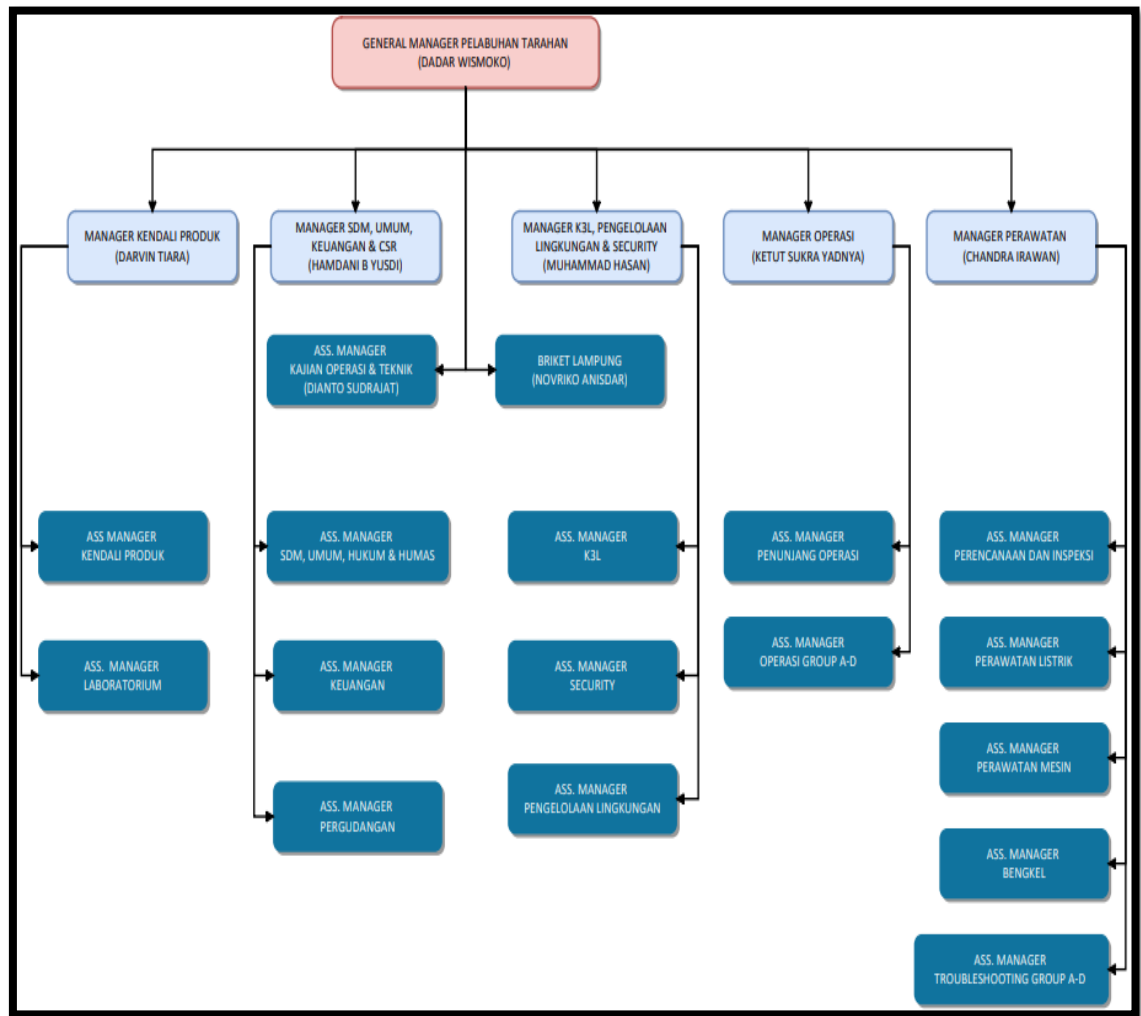 GENERAL MANAGER PELABUHAN TARAHAN
(DADAR WISMOKO)
MANAGER KENDALI PRODUK
(DARVIN TIARA)
MANAGER SDM, UMUM,
KEUANGAN & CSR
(HAMDANI B YUSDI)
MANAGER K3L, PENGELOLAAN
LINGKUNGAN & SECURITY
(MUHAMMAD HASAN)
MANAGER OPERASI
(KETUT SUKRA YADNYA)
MANAGER PERAWATAN
(CHANDRA IRAWAN)
ASS. MANAGER
KAJIAN OPERASI & TEKNIK
(DIANTO SUDRAJAT)
BRIKET LAMPUNG
(NOVRIKO ANISDAR)
ASS MANAGER
KENDALI PRODUK
ASS. MANAGER
SDM, UMUM, HUKUM & HUMAS
ASS. MANAGER
K3L
ASS. MANAGER
PENUNJANG OPERASI
ASS. MANAGER
PERENCANAAN DAN INSPEKSI
ASS. MANAGER
LABORATORIUM
ASS. MANAGER
KEUANGAN
ASS. MANAGER
SECURITY
ASS. MANAGER
OPERASI GROUP A-D
ASS. MANAGER
PERAWATAN LISTRIK
ASS. MANAGER
PERGUDANGAN
ASS. MANAGER
PENGELOLAAN LINGKUNGAN
ASS. MANAGER
PERAWATAN MESIN
ASS. MANAGER
BENGKEL
ASS. MANAGER
TROUBLESHOOTING GROUP A-D